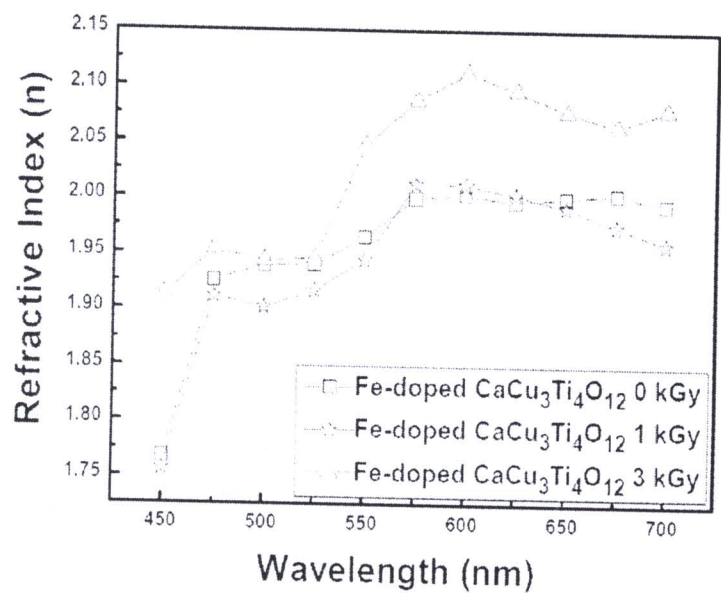 2.15
2.10
2.05
2.00
1.95
1.90
1.85
1.80
1.75
Refractive Index (n)
Fe-doped CaCu₃Ti₄O₁₂ 0 kGy
Fe-doped CaCu₃Ti₄O₁₂ 1 kGy
Fe-doped CaCu₃Ti₄O₁₂ 3 kGy
450 500 550 600 650 700
Wavelength (nm)